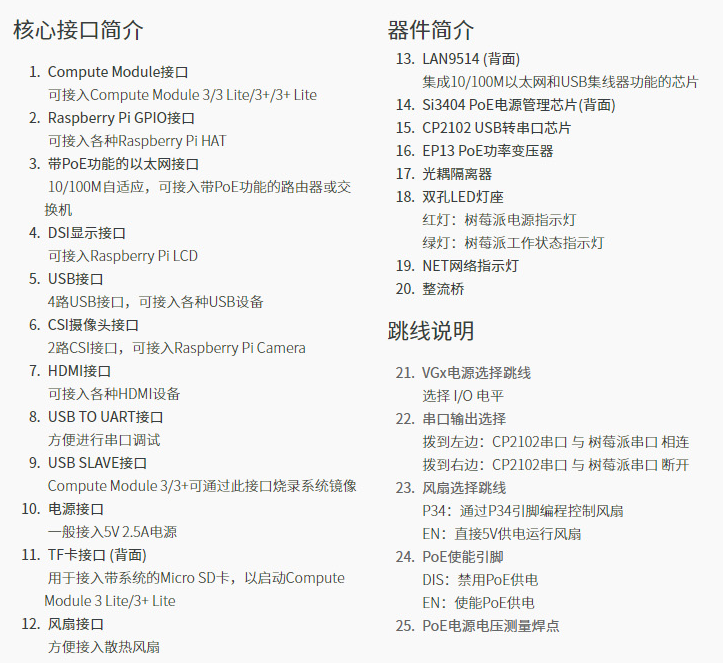 核心接口简介
1. Compute Module接口
可接入Compute Module 3/3 Lite/3+/3+ Lite
2. Raspberry Pi GPIO接口
可接入各种Raspberry Pi HAT
3. 带PoE功能的以太网接口
10/100M自适应，可接入带PoE功能的路由器或交
换机
4. DSI显示接口
可接入Raspberry Pi LCD
5. USB接口
4路USB接口，可接入各种USB设备
6. CSI摄像头接口
2路CSI接口，可接入Raspberry Pi Camera
7. HDMI接口
可接入各种HDMI设备
8. USB TO UART接口
方便进行串口调试
9. USB SLAVE接口
Compute Module 3/3+可通过此接口烧录系统镜像
10. 电源接口
一般接入5V 2.5A电源
11. TF卡接口 (背面)
用于接入带系统的Micro SD卡，以启动Compute
Module 3 Lite/3+ Lite
12. 风扇接口
方便接入散热风扇
器件简介
13. LAN9514 (背面)
集成10/100M以太网和USB集线器功能的芯片
14. Si3404 PoE电源管理芯片(背面)
15. CP2102 USB转串口芯片
16. EP13 PoE功率变压器
17. 光耦隔离器
18. 双孔LED灯座
红灯：树莓派电源指示灯
绿灯：树莓派工作状态指示灯
19. NET网络指示灯
20. 整流桥
跳线说明
21. VGx电源选择跳线
选择 I/O 电平
22. 串口输出选择
拨到左边：CP2102串口 与 树莓派串口 相连
拨到右边：CP2102串口 与 树莓派串口 断开
23. 风扇选择跳线
P34：通过P34引脚编程控制风扇
EN：直接5V供电运行风扇
24. PoE使能引脚
DIS：禁用PoE供电
EN：使能PoE供电
25. PoE电源电压测量焊点